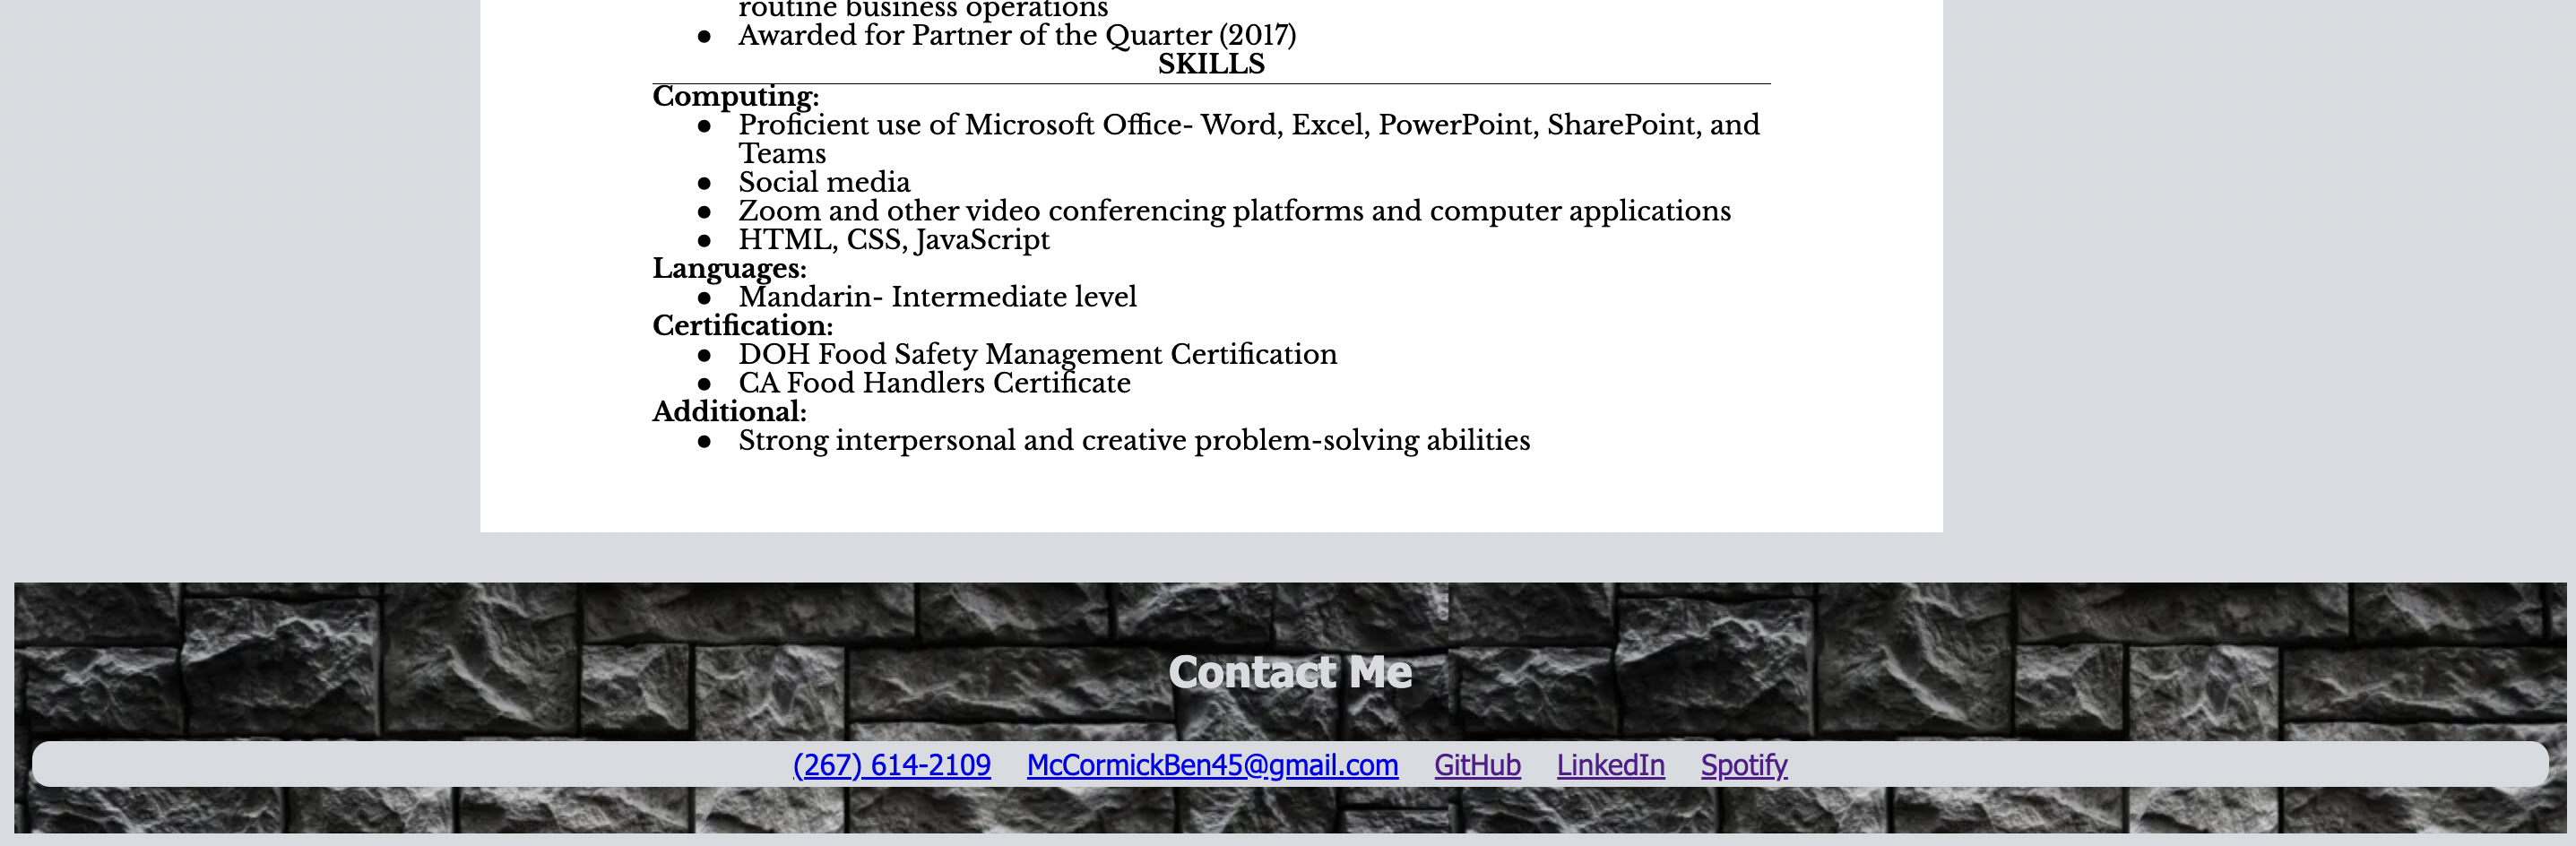 routine business operations
● Awarded for Partner of the Quarter (2017)
SKILLS
Computing:
● Proficient use of Microsoft Office- Word, Excel, PowerPoint, SharePoint, and
Teams
● Social media
● Zoom and other video conferencing platforms and computer applications
● HTML, CSS, JavaScript
Languages:
● Mandarin- Intermediate level
Certification:
● DOH Food Safety Management Certification
● CA Food Handlers Certificate
Additional:
● Strong interpersonal and creative problem-solving abilities
Contact Me
(267) 614-2109 McCormickBen45@gmail.com GitHub LinkedIn Spotify